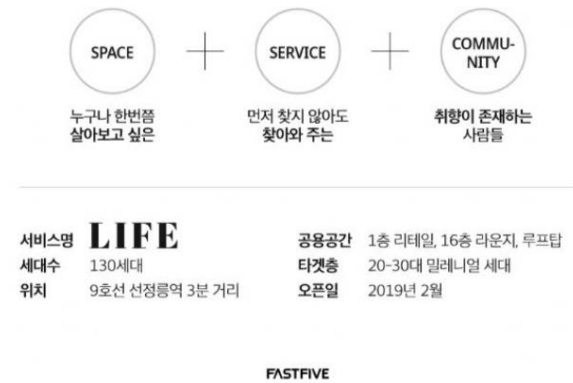 SPACE
SERVICE
COMMU-
NITY
누구나 한번쯤
살아보고 싶은
먼저 찾지 않아도
찾아와 주는
취향이 존재하는
사람들
서비스명 LIFE
세대수 130세대
위치 9호선 선정릉역 3분 거리
공용공간 1층 리테일, 16층 라운지, 루프탑
타겟층 20-30대 밀레니얼 세대
오픈일 2019년 2월
FASTFIVE